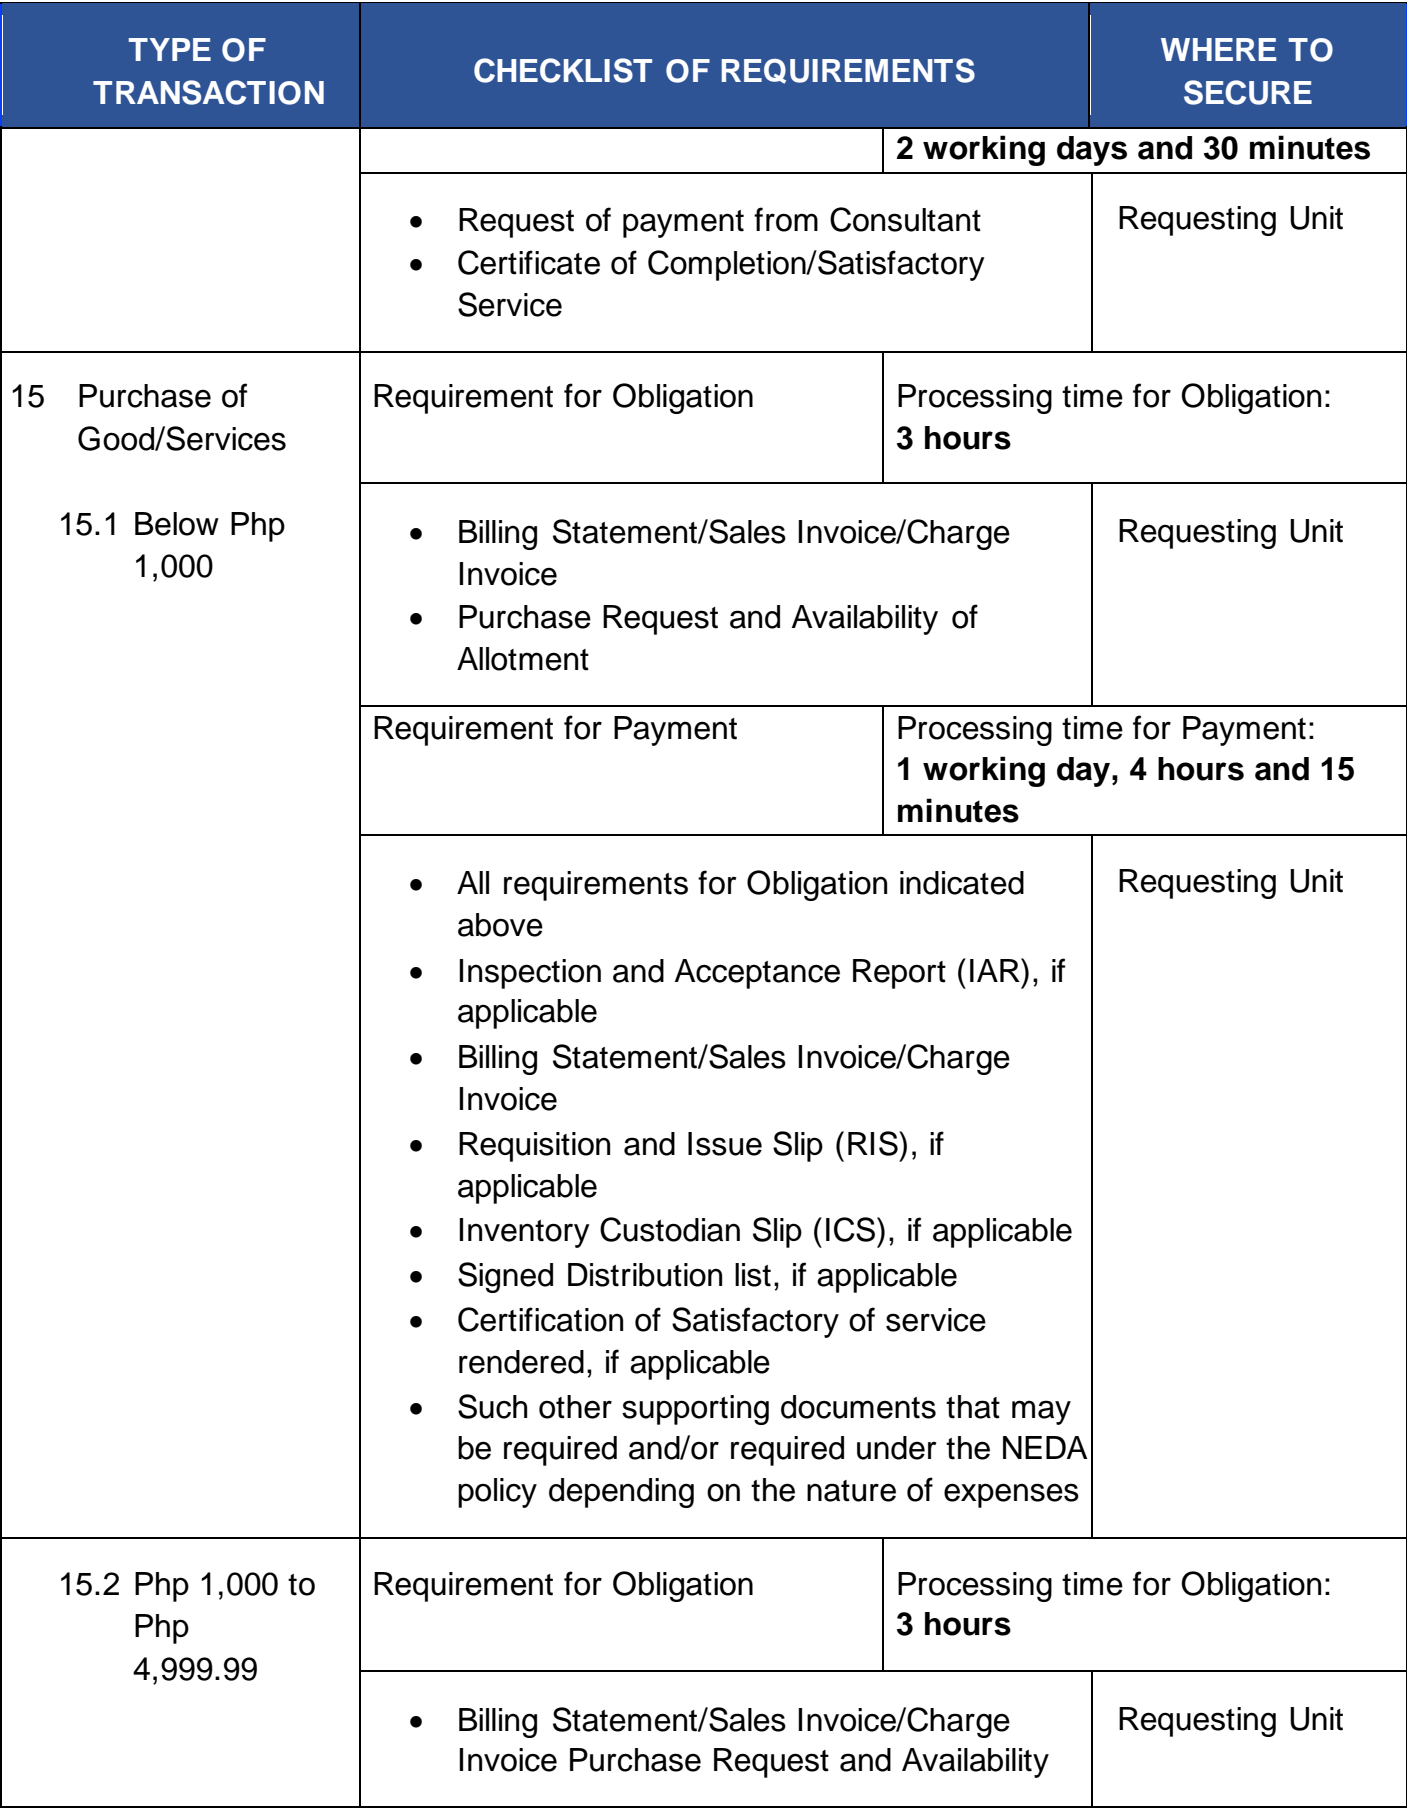 TYPE OF
TRANSACTION
CHECKLIST OF REQUIREMENTS
WHERE TO
SECURE
2 working days and 30 minutes
• Request of payment from Consultant
• Certificate of Completion/Satisfactory
Service
Requesting Unit
15 Purchase of
Good/Services
15.1 Below Php
1,000
Requirement for Obligation
Processing time for Obligation:
3 hours
• Billing Statement/Sales Invoice/Charge
Invoice
• Purchase Request and Availability of
Allotment
Requesting Unit
Requirement for Payment
Processing time for Payment:
1 working day, 4 hours and 15
minutes
• All requirements for Obligation indicated
above
• Inspection and Acceptance Report (IAR), if
applicable
• Billing Statement/Sales Invoice/Charge
Invoice
• Requisition and Issue Slip (RIS), if
applicable
• Inventory Custodian Slip (ICS), if applicable
• Signed Distribution list, if applicable
• Certification of Satisfactory of service
rendered, if applicable
• Such other supporting documents that may
be required and/or required under the NEDA
policy depending on the nature of expenses
Requesting Unit
15.2 Php 1,000 to
Php
4,999.99
Requirement for Obligation
Processing time for Obligation:
3 hours
• Billing Statement/Sales Invoice/Charge
Invoice Purchase Request and Availability
Requesting Unit